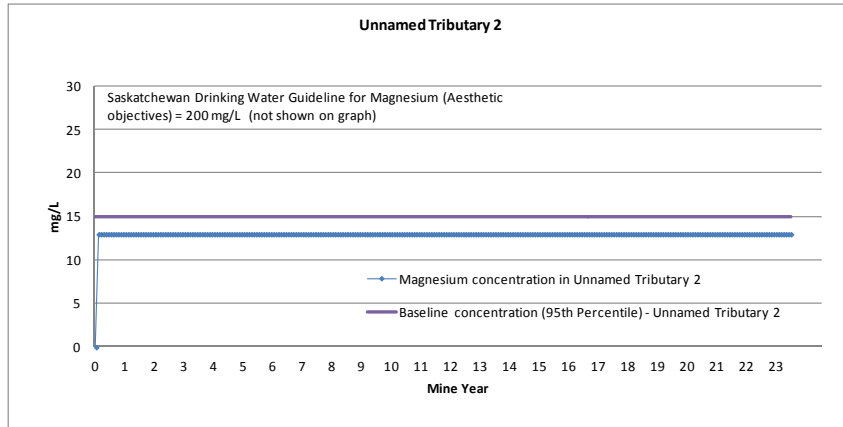 Unnamed Tributary 2
Saskatchewan Drinking Water Guideline for Magnesium (Aesthetic
objectives) = 200 mg/L (not shown on graph)
30
25
20
15
10
5
0
mg/L
Magnesium concentration in Unnamed Tributary 2
Baseline concentration (95th Percentile) - Unnamed Tributary 2
0 1 2 3 4 5 6 7 8 9 10 11 12 13 14 15 16 17 18 19 20 21 22 23
Mine Year